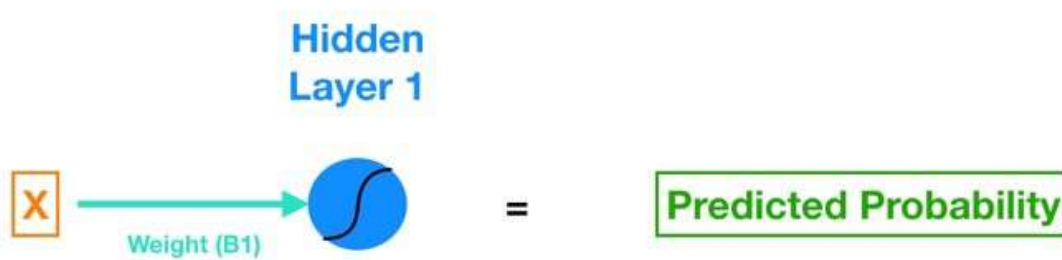 Hidden
Layer 1
X
Weight (B1)
=
Predicted Probability